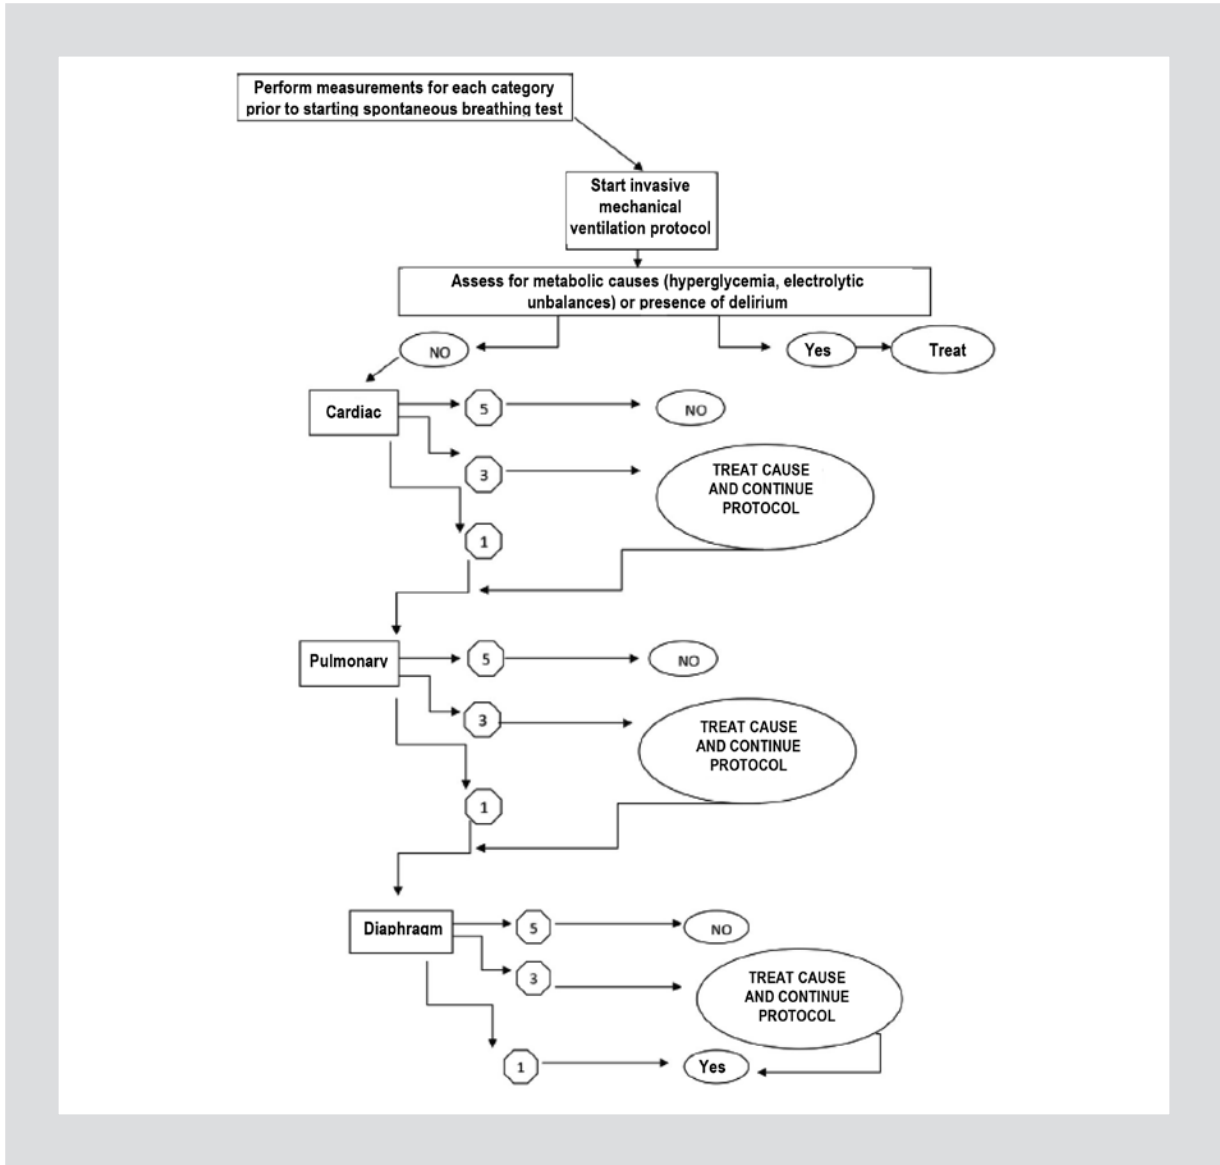 Perform measurements for each category
prior to starting spontaneous breathing test
Start invasive
mechanical
ventilation protocol
Assess for metabolic causes (hyperglycemia, electrolytic
unbalances) or presence of delirium
NO
Yes
Treat
Cardiac
5
NO
3
TREAT CAUSE
AND CONTINUE
PROTOCOL
1
Pulmonary
5
NO
3
TREAT CAUSE
AND CONTINUE
PROTOCOL
1
Diaphragm
5
NO
3
TREAT CAUSE
AND CONTINUE
PROTOCOL
1
Yes